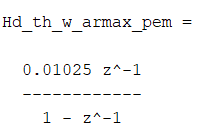 Hd_th_w_armax_pem =
0.01025 z^-1
------------
1 - z^-1